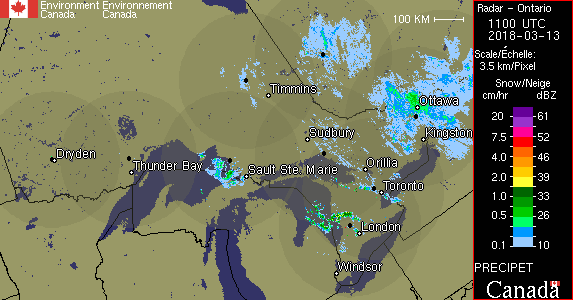 Environment Environnement
Canada Canada
100 KM
Timmins
Ottawa
Sudbury
Kingston
Dryden
Thunder Bay
Sault Ste. Marie
Orillia
Toronto
London
Windsor
Radar - Ontario
1100 UTC
2018-03-13
Scale/Échelle:
3.5 km/Pixel
Snow/Neige
cm/hr dBZ
20 61
7.5 52
4.0 46
2.0 39
1.0 33
0.5 26
0.1 10
PRECIPET
Canada